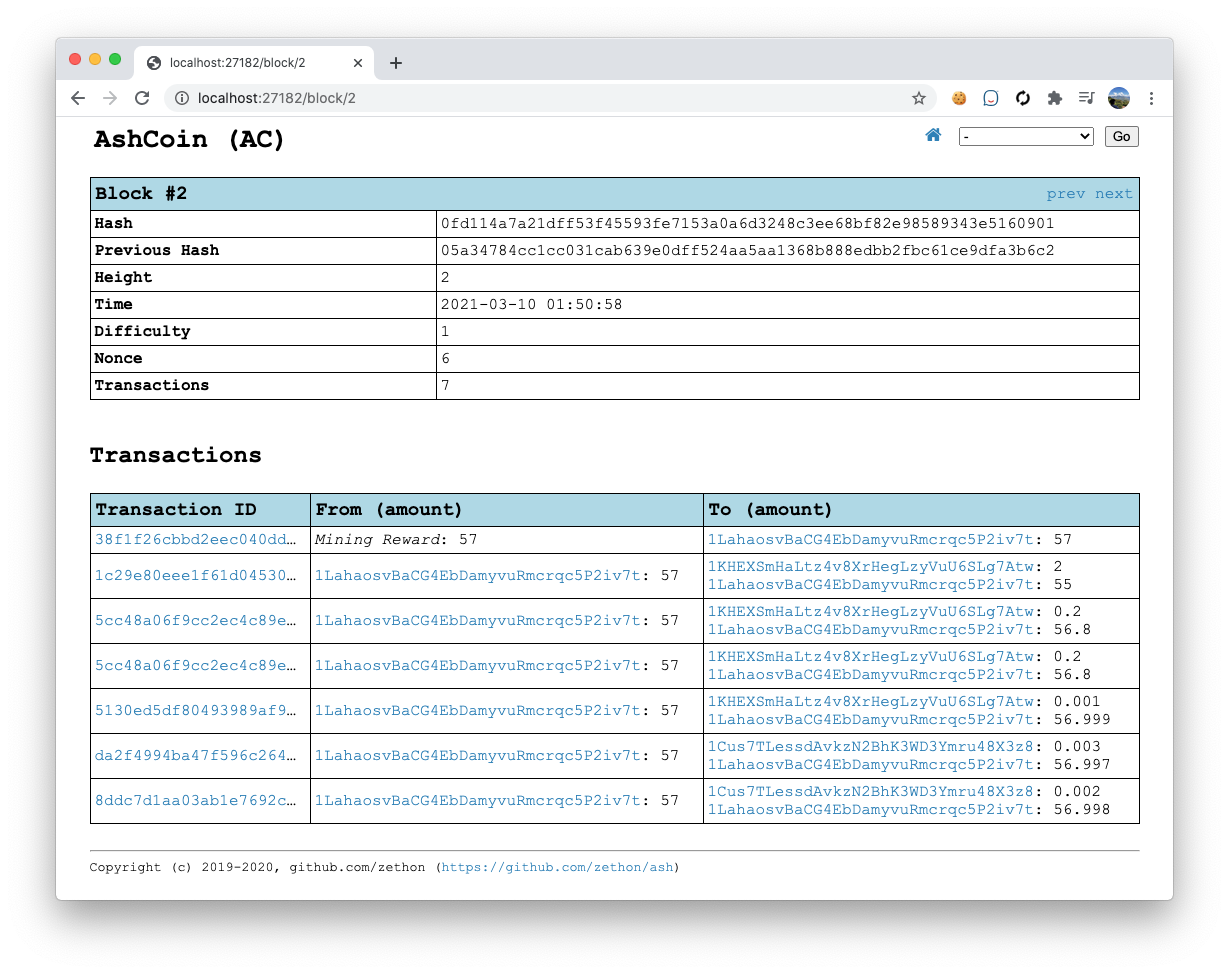 localhost:27182/block/2
localhost:27182/block/2
AshCoin (AC)
-
Go
Block #2 prev next
Hash 0fd114a7a21dff53f45593fe7153a0a6d3248c3ee68bf82e98589343e5160901
Previous Hash 05a34784cc1cc031cab639e0dff524aa5aa1368b888edbb2fbc61ce9dfa3b6c2
Height 2
Time 2021-03-10 01:50:58
Difficulty 1
Nonce 6
Transactions 7
Transactions
Transaction ID From (amount) To (amount)
38f1f26cbbd2eec040dd… Mining Reward: 57 1LahaosvBaCG4EbDamyvuRmcrqc5P2iv7t: 57
1c29e80eee1f61d04530… 1LahaosvBaCG4EbDamyvuRmcrqc5P2iv7t: 57 1KHEXSmHaLtz4v8XrHegLzyVuU6SLg7Atw: 2
1LahaosvBaCG4EbDamyvuRmcrqc5P2iv7t: 55
5cc48a06f9cc2ec4c89e… 1LahaosvBaCG4EbDamyvuRmcrqc5P2iv7t: 57 1KHEXSmHaLtz4v8XrHegLzyVuU6SLg7Atw: 0.2
1LahaosvBaCG4EbDamyvuRmcrqc5P2iv7t: 56.8
5cc48a06f9cc2ec4c89e… 1LahaosvBaCG4EbDamyvuRmcrqc5P2iv7t: 57 1KHEXSmHaLtz4v8XrHegLzyVuU6SLg7Atw: 0.2
1LahaosvBaCG4EbDamyvuRmcrqc5P2iv7t: 56.8
5130ed5df80493989af9… 1LahaosvBaCG4EbDamyvuRmcrqc5P2iv7t: 57 1KHEXSmHaLtz4v8XrHegLzyVuU6SLg7Atw: 0.001
1LahaosvBaCG4EbDamyvuRmcrqc5P2iv7t: 56.999
da2f4994ba47f596c264… 1LahaosvBaCG4EbDamyvuRmcrqc5P2iv7t: 57 1Cus7TLessdAvkzN2BhK3WD3Ymru48X3z8: 0.003
1LahaosvBaCG4EbDamyvuRmcrqc5P2iv7t: 56.997
8ddc7d1aa03ab1e7692c… 1LahaosvBaCG4EbDamyvuRmcrqc5P2iv7t: 57 1Cus7TLessdAvkzN2BhK3WD3Ymru48X3z8: 0.002
1LahaosvBaCG4EbDamyvuRmcrqc5P2iv7t: 56.998
Copyright (c) 2019-2020, github.com/zethon (https://github.com/zethon/ash)